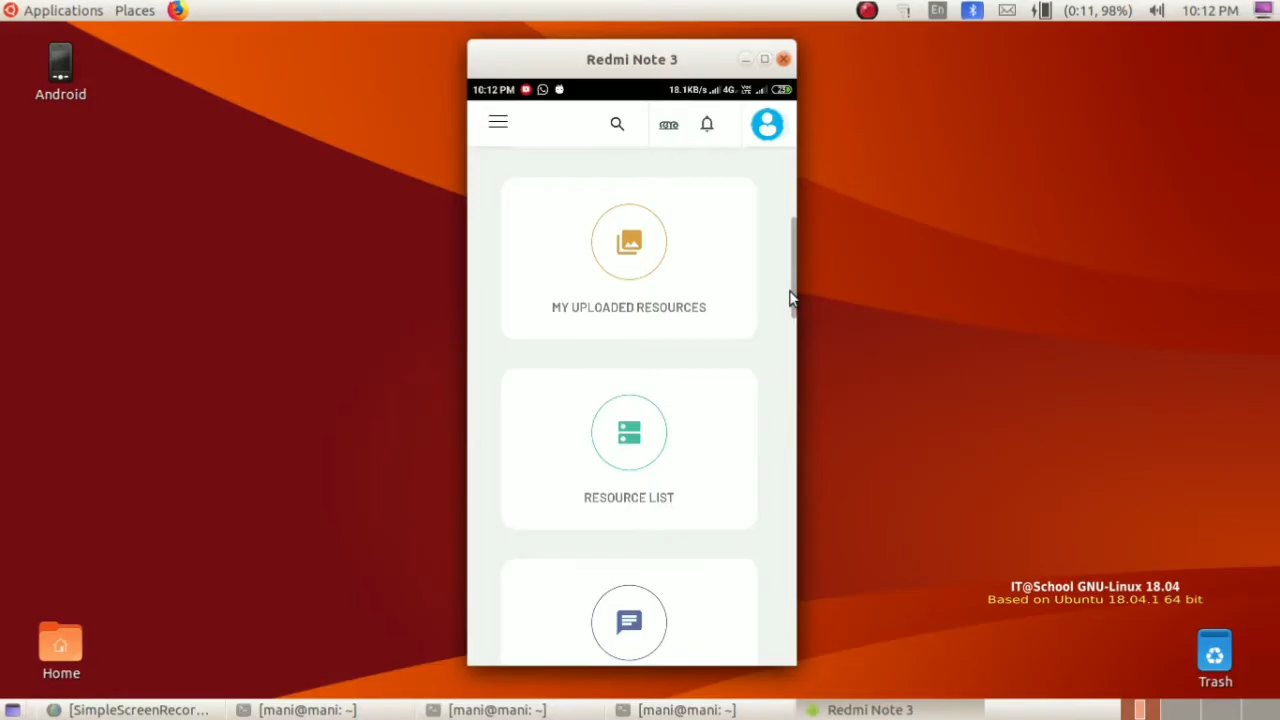 Applications Places En (0:11, 98%) 10:12 PM
Android
Redmi Note 3
10:12 PM 18.1KB/s 4G
MY UPLOADED RESOURCES
RESOURCE LIST
IT@School GNU-Linux 18.04
Based on Ubuntu 18.04.1 64 bit
Home
Trash
[SimpleScreenRecor... [mani@mani: ~] [mani@mani: ~] [mani@mani: ~] Redmi Note 3